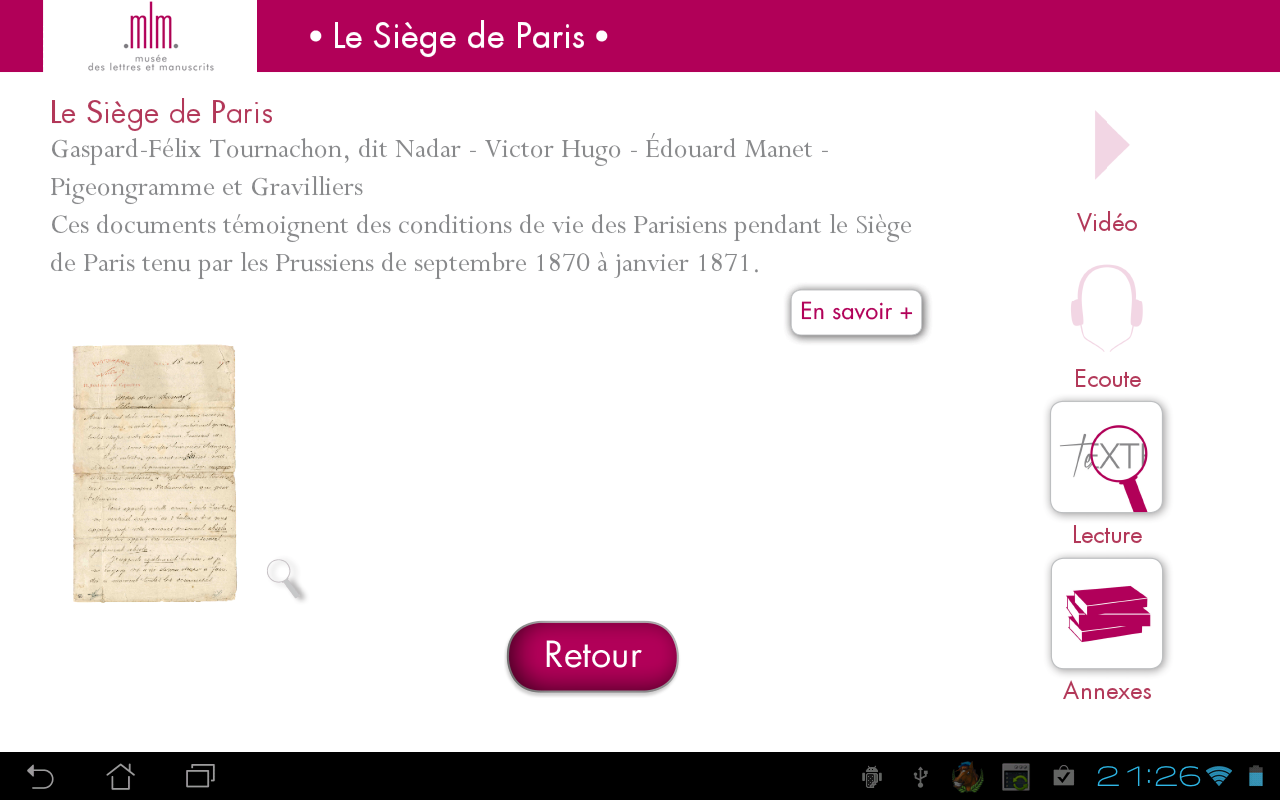 mlm.
musée
des lettres et manuscrits
• Le Siège de Paris •
Le Siège de Paris
Gaspard-Félix Tournachon, dit Nadar - Victor Hugo - Édouard Manet -
Pigeongramme et Gravilliers
Ces documents témoignent des conditions de vie des Parisiens pendant le Siège
de Paris tenu par les Prussiens de septembre 1870 à janvier 1871.
En savoir +
Vidéo
Ecoute
teXTE
Lecture
Annexes
Retour
21:26